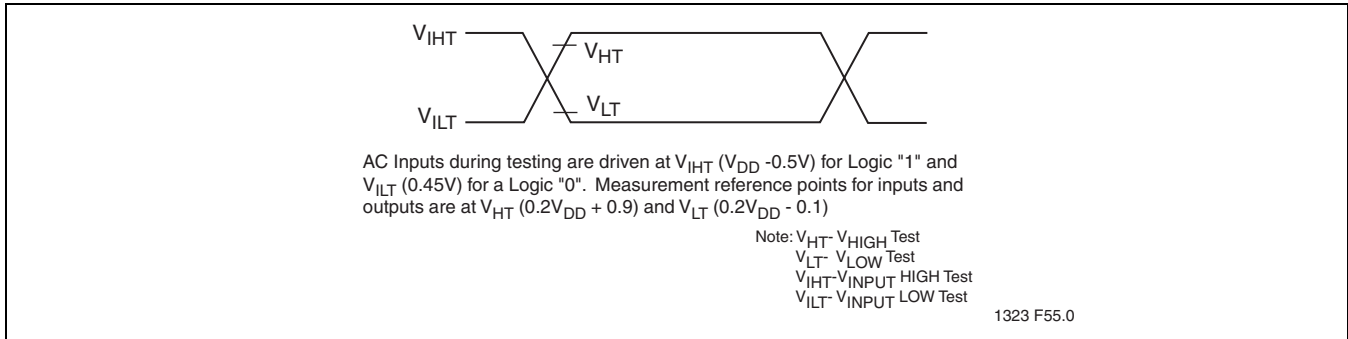 VIHT
VHT
VLT
VILT
AC Inputs during testing are driven at VIHT (VDD -0.5V) for Logic "1" and
VILT (0.45V) for a Logic "0".  Measurement reference points for inputs and
outputs are at VHT (0.2VDD + 0.9) and VLT (0.2VDD - 0.1)
Note: VHT- VHIGH Test
VLT- VLOW Test
VIHT-VINPUT HIGH Test
VILT- VINPUT LOW Test
1323 F55.0